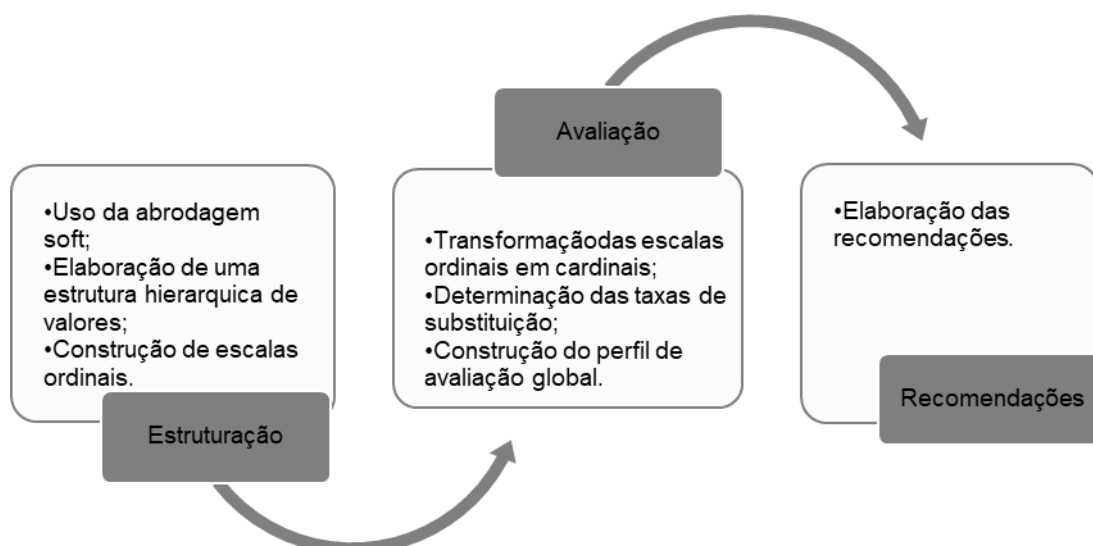 •Uso da abrodagem
soft;
•Elaboração de uma
estrutura hierarquica de
valores;
•Construção de escalas
ordinais.
Estruturação
Avaliação
•Transformaçãodas escalas
ordinais em cardinais;
•Determinação das taxas de
substituição;
•Construção do perfil de
avaliação global.
•Elaboração das
recomendações.
Recomendações